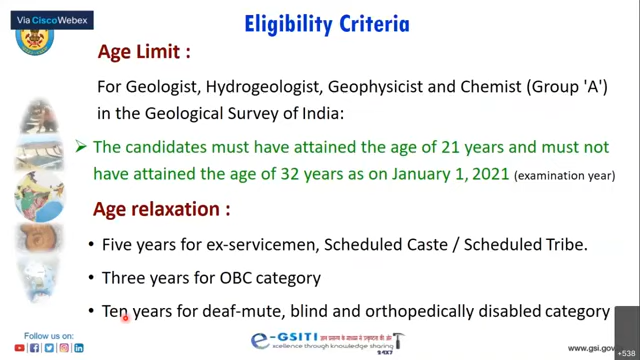 Via Cisco Webex
Eligibility Criteria
Age Limit :
For Geologist, Hydrogeologist, Geophysicist and Chemist (Group 'A')
in the Geological Survey of India:
The candidates must have attained the age of 21 years and must not
have attained the age of 32 years as on January 1, 2021 (examination year)
Age relaxation :
Five years for ex-servicemen, Scheduled Caste / Scheduled Tribe.
Three years for OBC category
Ten years for deaf-mute, blind and orthopedically disabled category
Follow us on :
e-GSITI
excellence through knowledge sharing
www.gsi.gov
+538